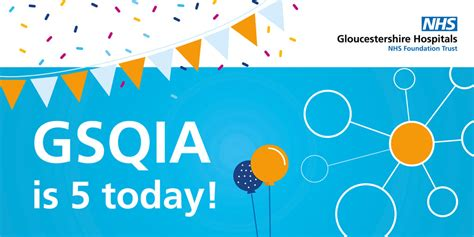 NHS
Gloucestershire Hospitals
NHS Foundation Trust
GSQIA
is 5 today!